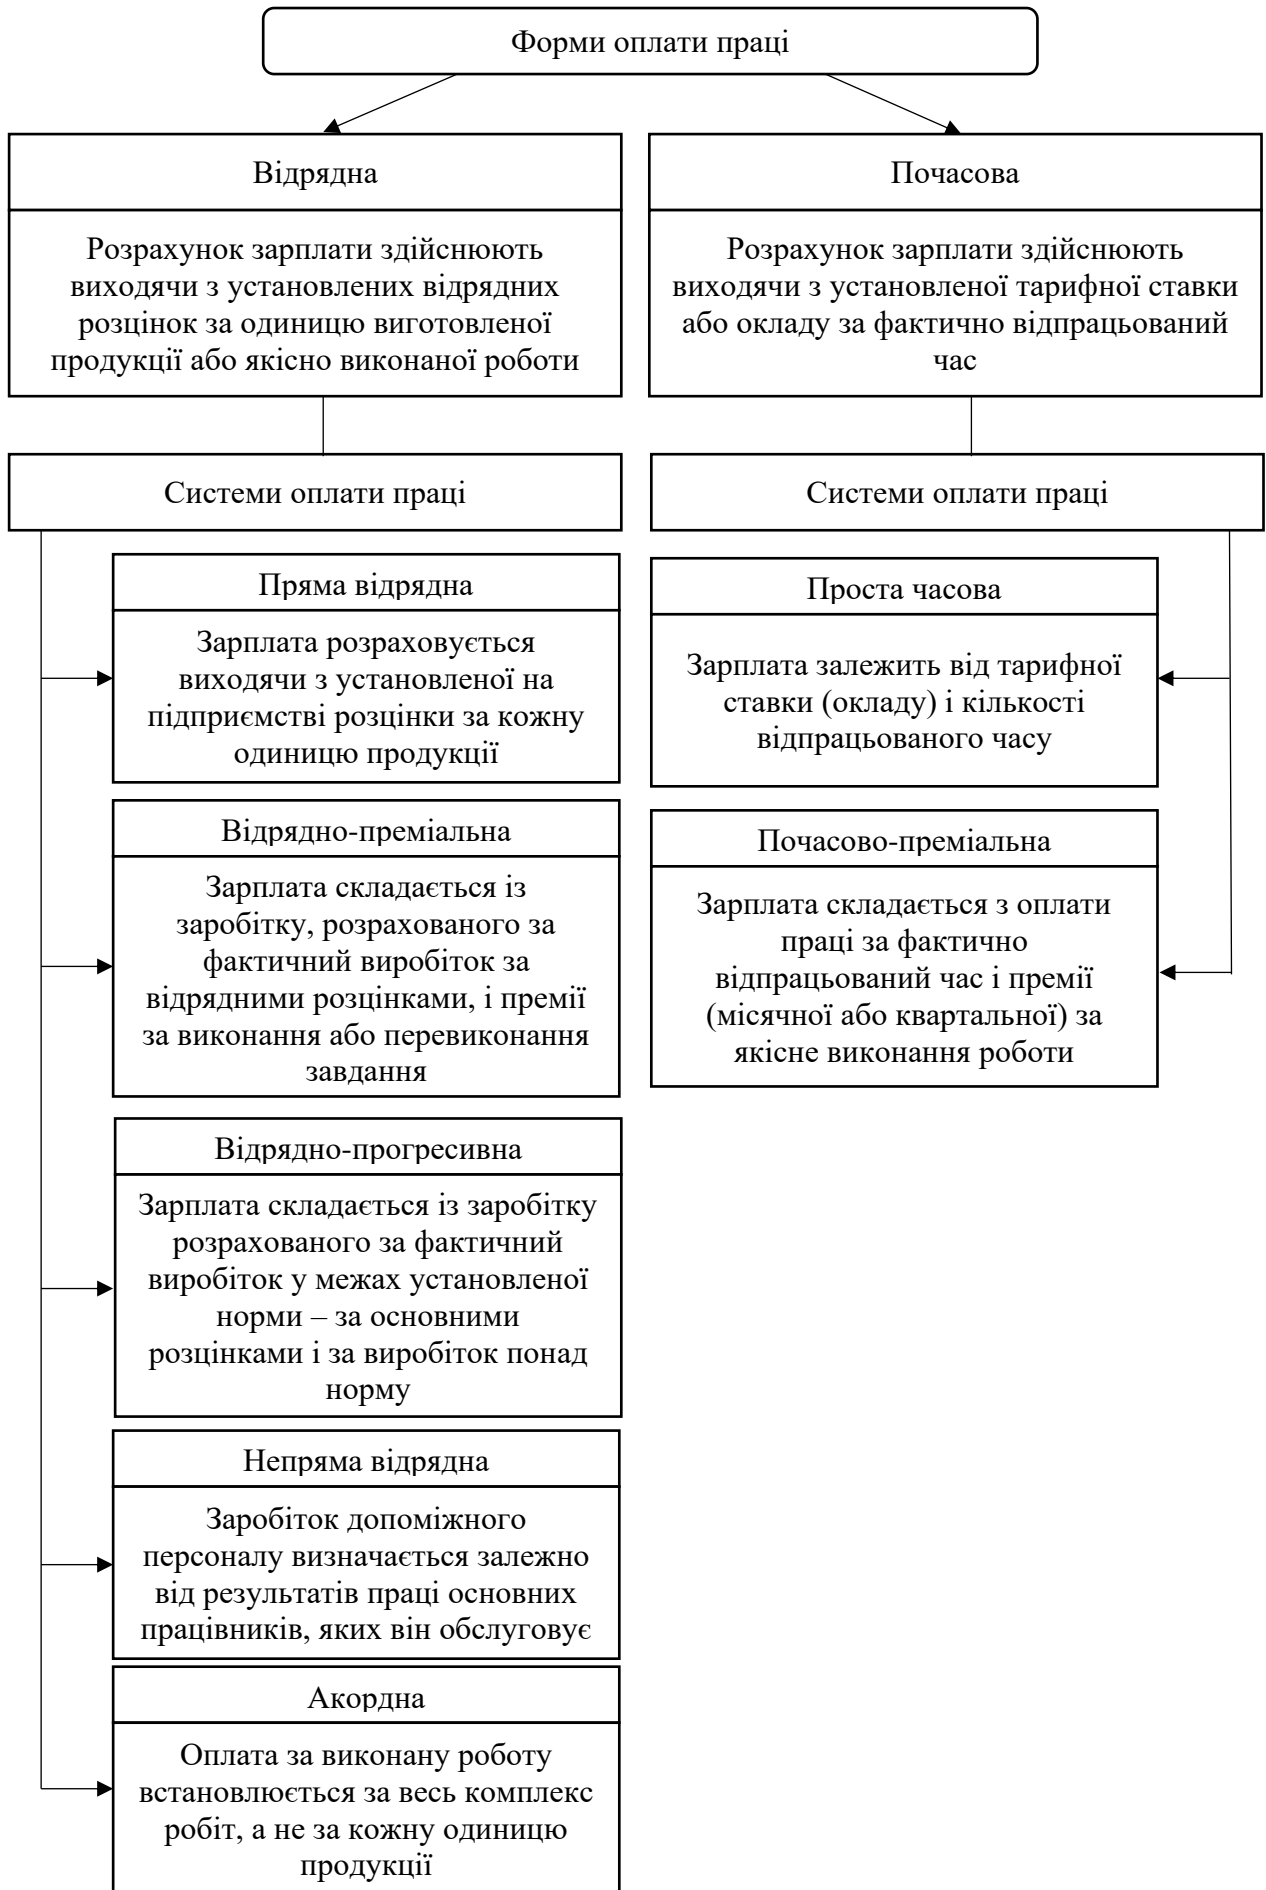 Форми оплати праці
Відрядна
Розрахунок зарплати здійснюють
виходячи з установлених відрядних
розцінок за одиницю виготовленої
продукції або якісно виконаної роботи
Почасова
Розрахунок зарплати здійснюють
виходячи з установленої тарифної ставки
або окладу за фактично відпрацьований
час
Системи оплати праці
Пряма відрядна
Зарплата розраховується
виходячи з установленої на
підприємстві розцінки за кожну
одиницю продукції
Відрядно-преміальна
Зарплата складається із
заробітку, розрахованого за
фактичний виробіток за
відрядними розцінками, і премії
за виконання або перевиконання
завдання
Відрядно-прогресивна
Зарплата складається із заробітку
розрахованого за фактичний
виробіток у межах установленої
норми – за основними
розцінками і за виробіток понад
норму
Непряма відрядна
Заробіток допоміжного
персоналу визначається залежно
від результатів праці основних
працівників, яких він обслуговує
Акордна
Оплата за виконану роботу
встановлюється за весь комплекс
робіт, а не за кожну одиницю
продукції
Системи оплати праці
Проста часова
Зарплата залежить від тарифної
ставки (окладу) і кількості
відпрацьованого часу
Почасово-преміальна
Зарплата складається з оплати
праці за фактично
відпрацьований час і премії
(місячної або квартальної) за
якісне виконання роботи